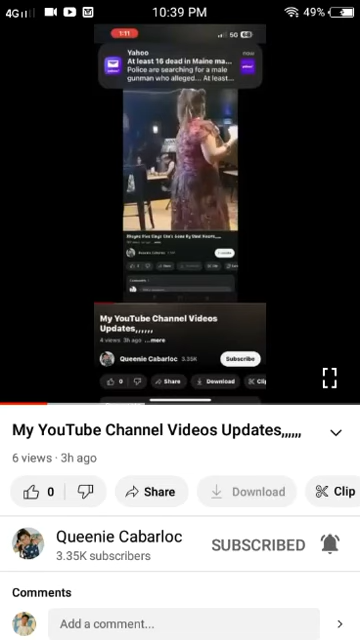 4G
10:39 PM
49%
1:11
5G
Yahoo
At least 16 dead in Maine ma...
Police are searching for a male
gunman who alleged... At least...
My YouTube Channel Videos
Updates,,,,,,
4 views 3h ago ...more
Queenie Cabarloc 3.35K
Subscribe
0
Share
Download
Clip
My YouTube Channel Videos Updates,,,,,,
6 views · 3h ago
0
Share
Download
Clip
Queenie Cabarloc
3.35K subscribers
SUBSCRIBED
Comments
Add a comment...